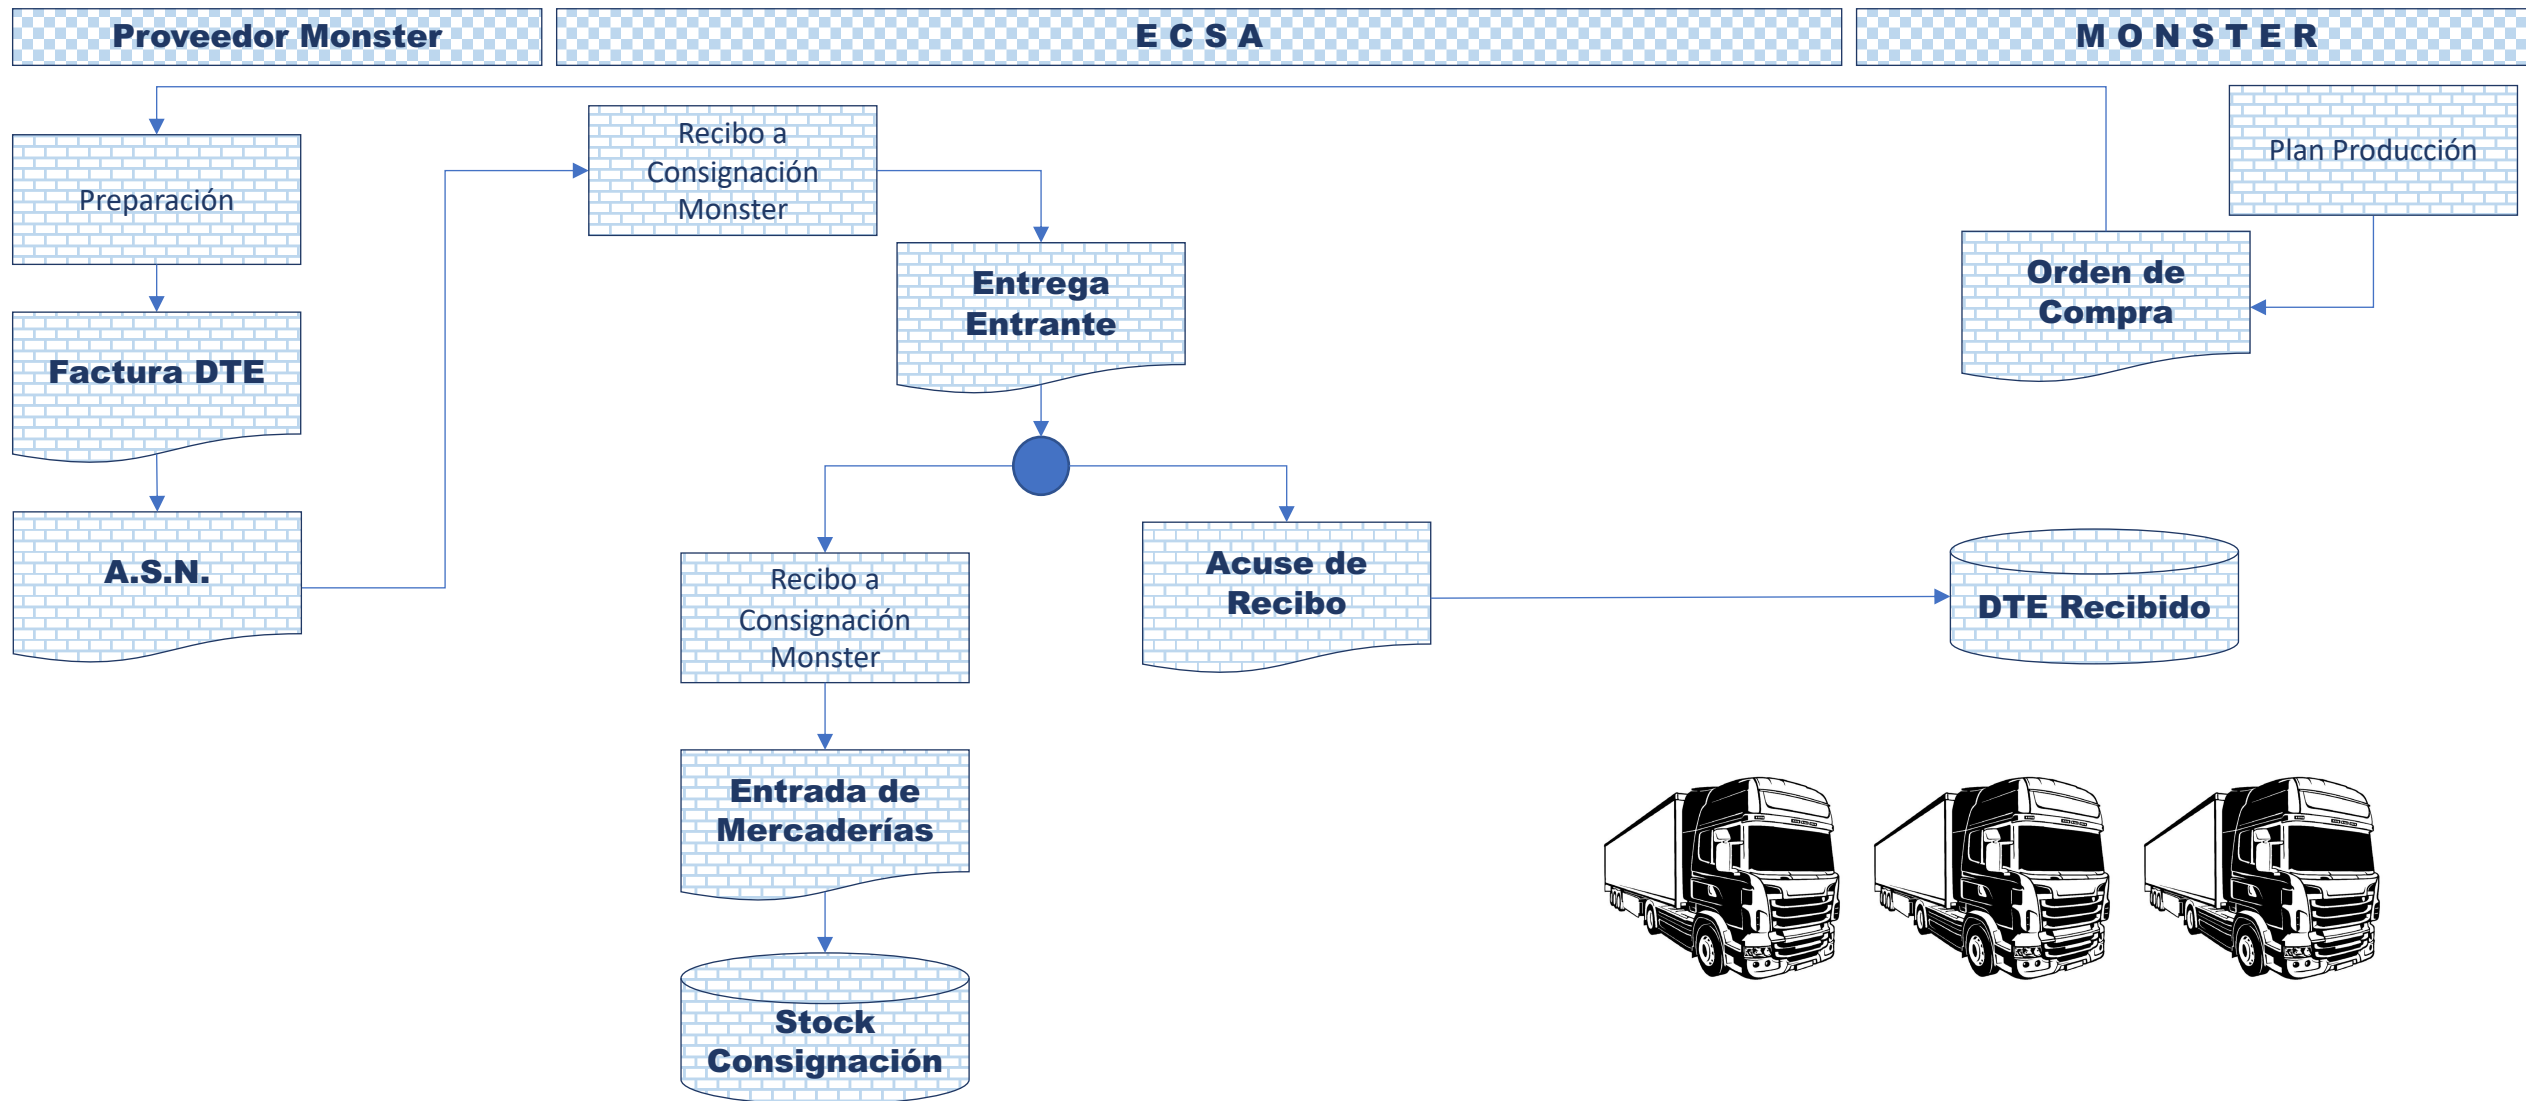 Proveedor Monster
E C S A
M O N S T E R
Preparación
Factura DTE
A.S.N.
Recibo a
Consignación
Monster
Entrega
Entrante
Recibo a
Consignación
Monster
Entrada de
Mercaderías
Stock
Consignación
Acuse de
Recibo
Plan Producción
Orden de
Compra
DTE Recibido